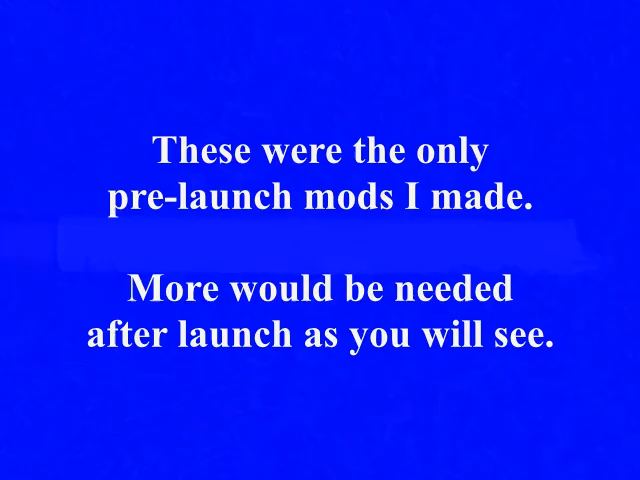 These were the only
pre-launch mods I made.
More would be needed
after launch as you will see.